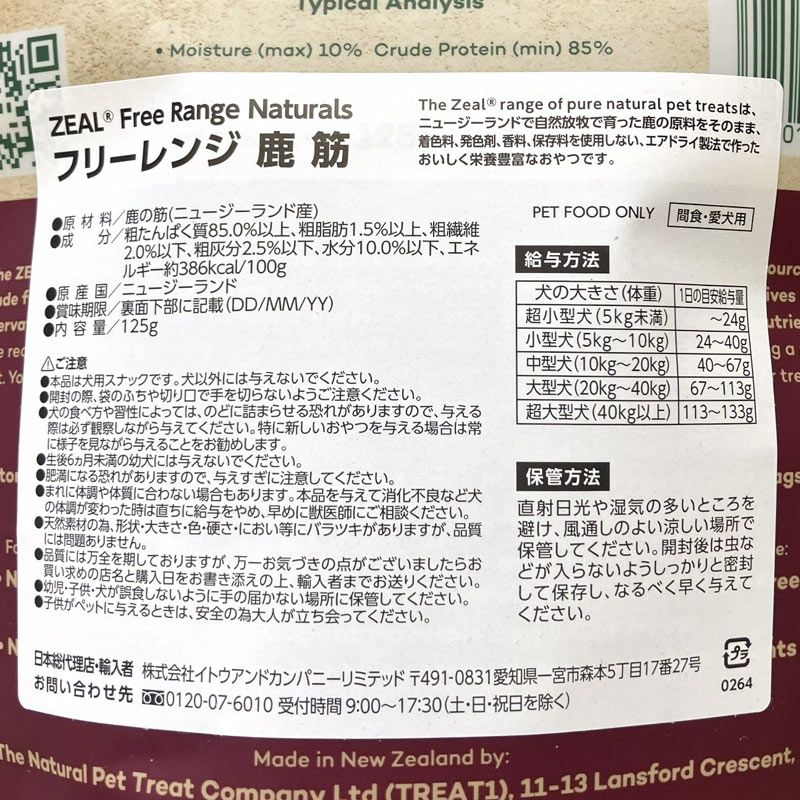 Typical Analysis
• Moisture (max) 10% Crude Protein (min) 85%
ZEAL® Free Range Naturals
フリーレンジ 鹿 筋
The Zeal® range of pure natural pet treatsは、
ニュージーランドで自然放牧で育った鹿の原料をそのまま、
着色料、発色剤、香料、保存料を使用しない、エアドライ製法で作った
おいしく栄養豊富なおやつです。
●原 材 料／鹿の筋(ニュージーランド産)
●成 分／粗たんぱく質85.0%以上、粗脂肪1.5%以上、粗繊維
2.0%以下、粗灰分2.5%以下、水分10.0%以下、エネ
ルギー約386kcal/100g
●原 産 国／ニュージーランド
●賞味期限／裏面下部に記載(DD/MM/YY)
●内 容 量／125g
⚠ご注意
●本品は犬用スナックです。犬以外には与えないでください。
●開封の際、袋のふちや切り口で手を切らないようご注意ください。
●犬の食べ方や習性によっては、のどに詰まらせる恐れがありますので、与える
際は必ず観察しながら与えてください。特に新しいおやつを与える場合は常
に様子を見ながら与えることをお勧めします。
●生後6ヵ月未満の幼犬には与えないでください。
●肥満になる恐れがありますので、与えすぎに注意してください。
●まれに体調や体質に合わない場合もあります。本品を与えて消化不良など犬
の体調が変わった時は直ちに給与をやめ、早めに獣医師にご相談ください。
●天然素材の為、形状・大きさ・色・硬さ・におい等にバラツキがありますが、品質
には問題ありません。
●品質には万全を期しておりますが、万一お気づきの点がございましたらお
買い求めの店名と購入日をお書き添えの上、輸入者までお送りください。
●幼児・子供・犬が誤食しないように手の届かない場所に保管してください。
●子供がペットに与えるときは、安全の為大人が立ち会ってください。
PET FOOD ONLY 間食・愛犬用
給与方法
犬の大きさ(体重) 1日の目安給与量
超小型犬(5kg未満) ～24g
小型犬(5kg～10kg) 24～40g
中型犬(10kg～20kg) 40～67g
大型犬(20kg～40kg) 67～113g
超大型犬(40kg以上) 113～133g
保管方法
直射日光や湿気の多いところを
避け、風通しのよい涼しい場所で
保管してください。開封後は虫な
どが入らないようしっかりと密封
して保存し、なるべく早く与えて
ください。
日本総代理店・輸入者 株式会社イトウアンドカンパニーリミテッド 〒491-0831愛知県一宮市森本5丁目17番27号
お問い合わせ先 0120-07-6010 受付時間 9:00～17:30(土・日・祝日を除く)
プラ
0264
Made in New Zealand by:
The Natural Pet Treat Company Ltd (TREAT1), 11-13 Lansford Crescent,